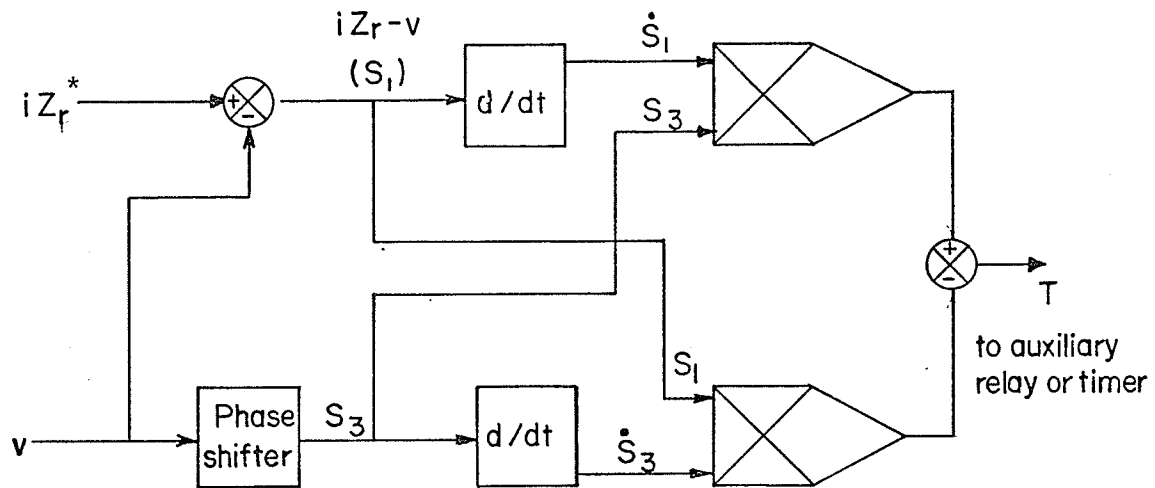 iZr-v
(S1)
iZr*
+
-
d/dt
Ṡ1
S3
+
-
T
to auxiliary
relay or timer
S1
v
Phase
shifter
S3
d/dt
Ṡ3